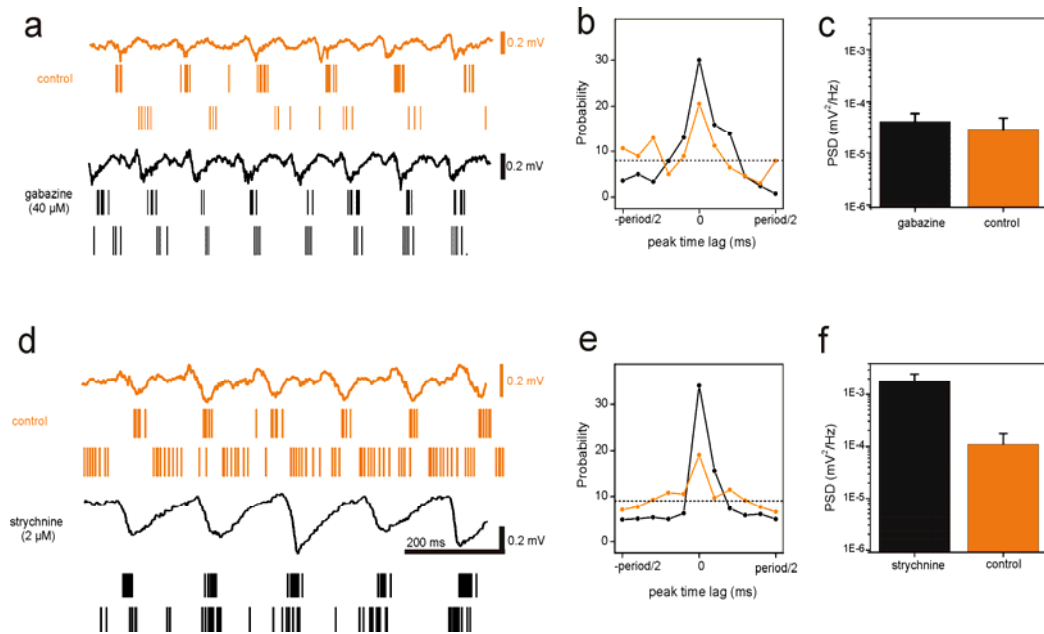 a
0.2 mV
control
0.2 mV
gabazine
(40 µM)
b
Probability
30
20
10
0
-period/2
0
period/2
peak time lag (ms)
c
PSD (mV²/Hz)
1E-3
1E-4
1E-5
1E-6
gabazine
control
d
0.2 mV
control
strychnine
(2 µM)
200 ms
0.2 mV
e
Probability
30
20
10
0
-period/2
0
period/2
peak time lag (ms)
f
PSD (mV²/Hz)
1E-3
1E-4
1E-5
1E-6
strychnine
control